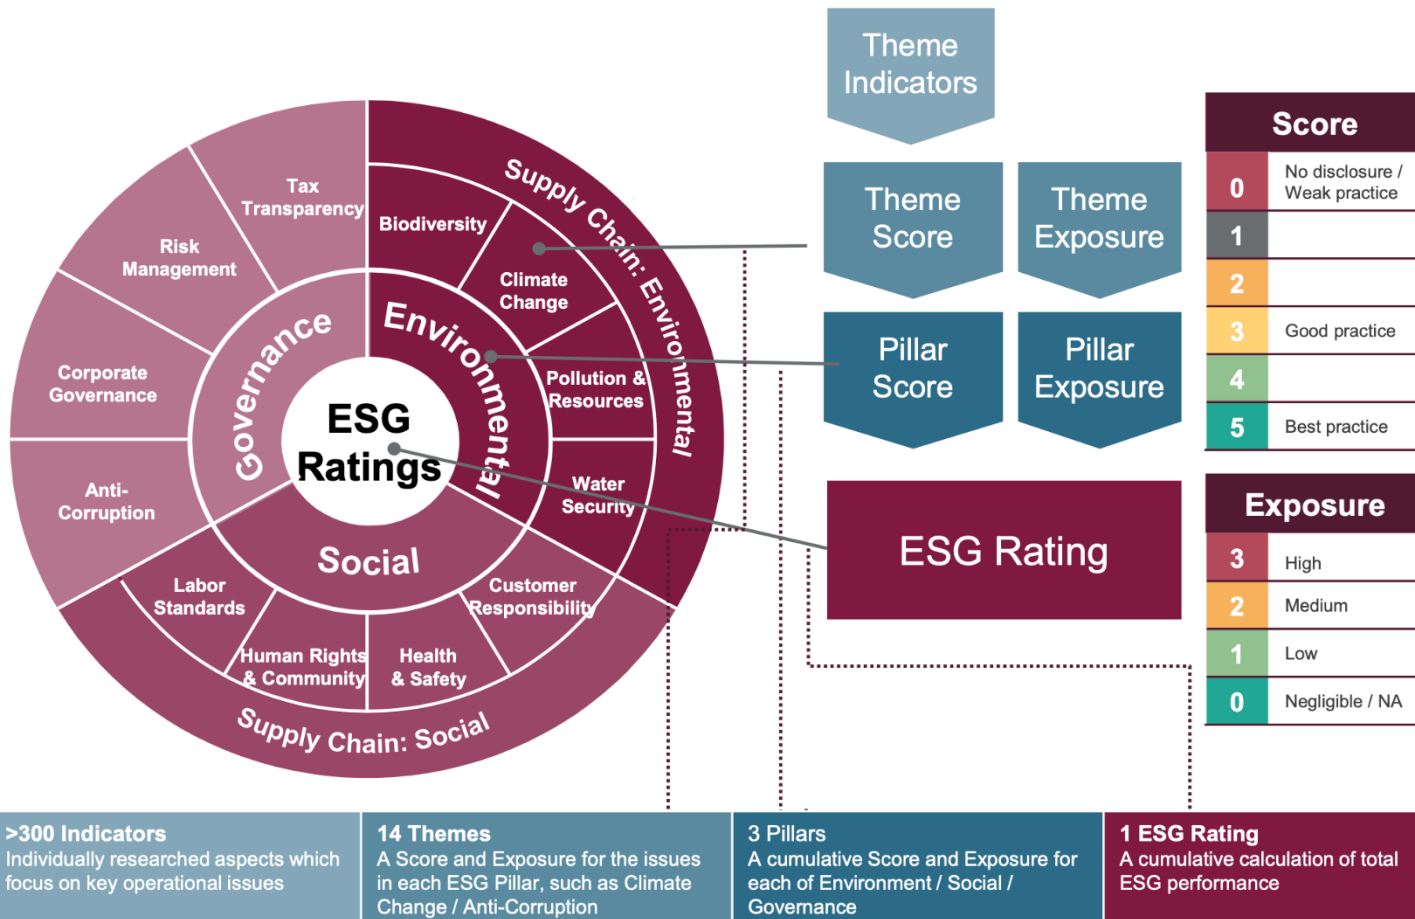 Theme
Indicators
Theme
Score
Theme
Exposure
Pillar
Score
Pillar
Exposure
ESG Rating
Tax
Transparency
Risk
Management
Corporate
Governance
Anti-
Corruption
Governance
Supply Chain: Environmental
Biodiversity
Climate
Change
Pollution &
Resources
Water
Security
Environmental
ESG
Ratings
Social
Labor
Standards
Human Rights
& Community
Health
& Safety
Customer
Responsibility
Supply Chain: Social
Score
0 No disclosure /
Weak practice
1
2
3 Good practice
4
5 Best practice
Exposure
3 High
2 Medium
1 Low
0 Negligible / NA
>300 Indicators
Individually researched aspects which
focus on key operational issues
14 Themes
A Score and Exposure for the issues
in each ESG Pillar, such as Climate
Change / Anti-Corruption
3 Pillars
A cumulative Score and Exposure for
each of Environment / Social /
Governance
1 ESG Rating
A cumulative calculation of total
ESG performance